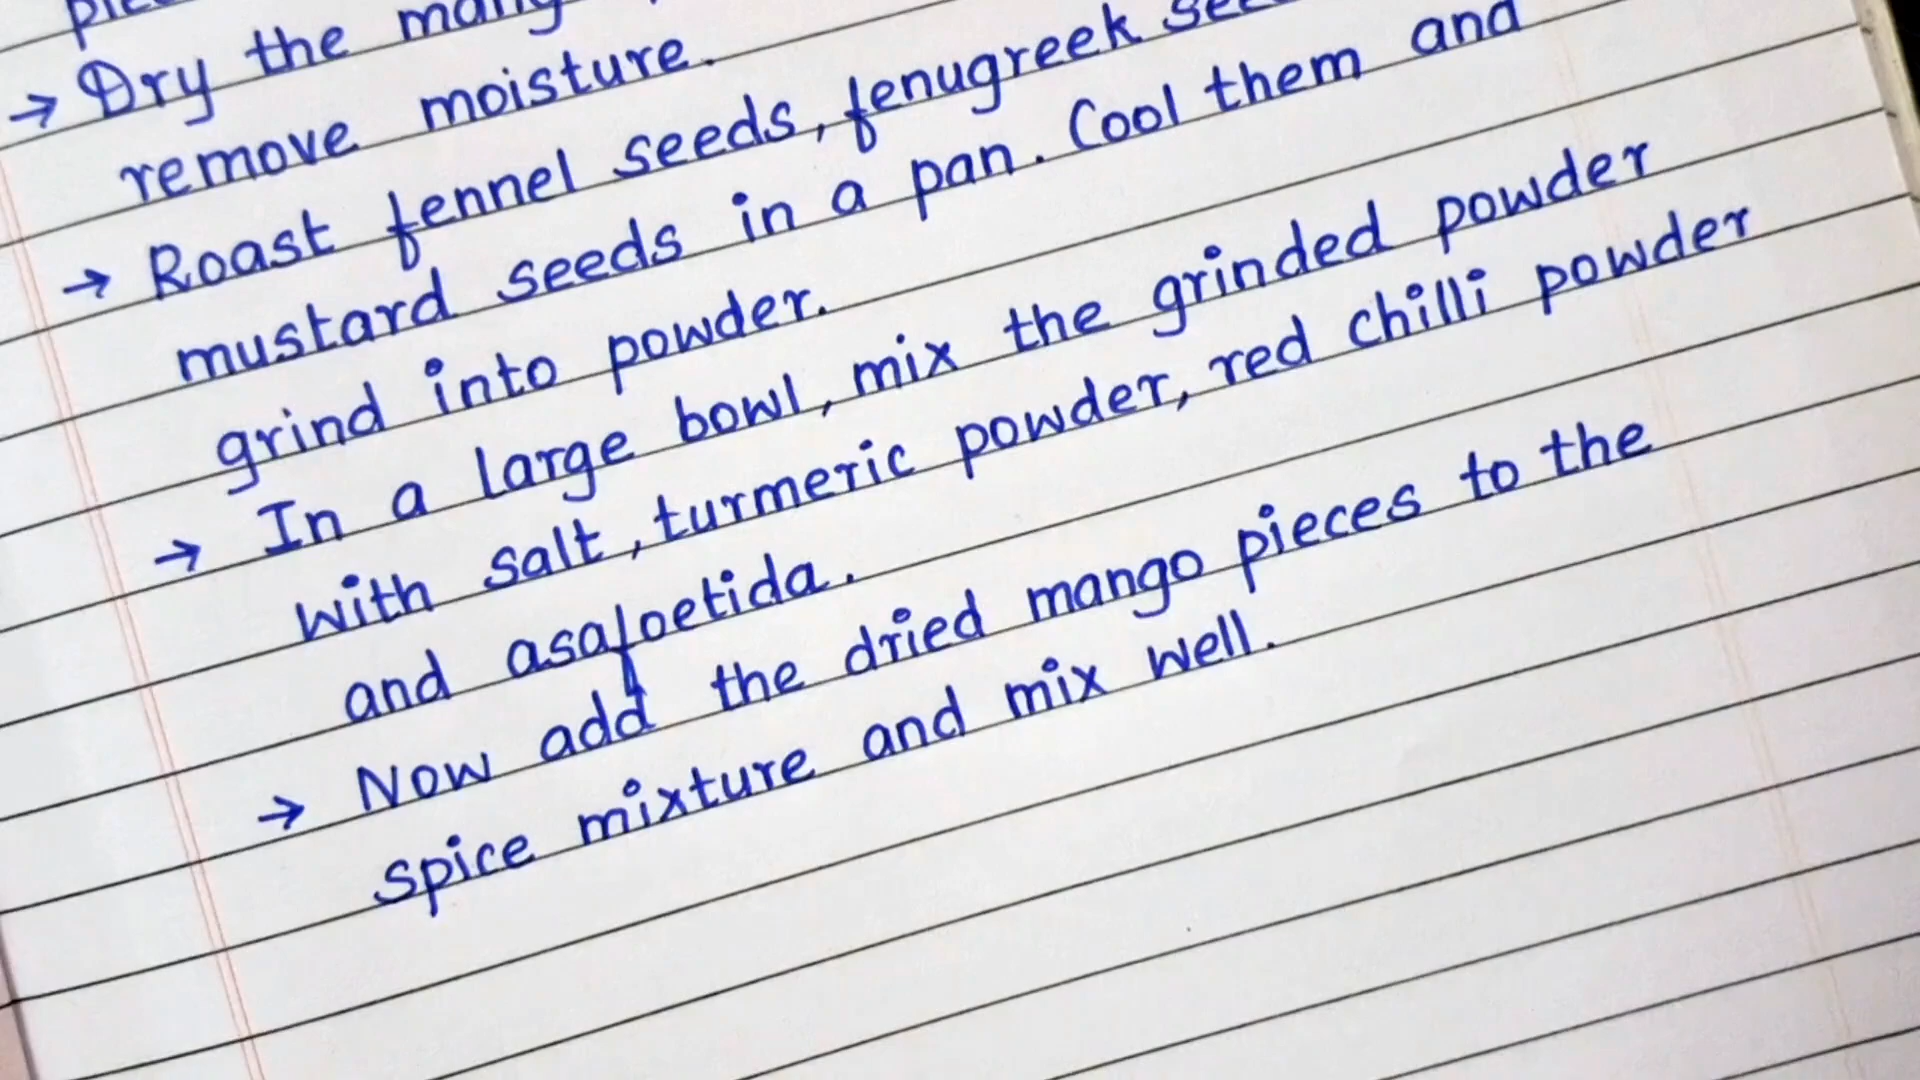 → Dry the
remove moisture.
→ Roast fennel seeds, fenugreek
mustard seeds in a pan. Cool them and
grind into powder.
→ In a large bowl, mix the grinded powder
with salt, turmeric powder, red chilli powder
and asafoetida.
→ Now add the dried mango pieces to the
spice mixture and mix well.